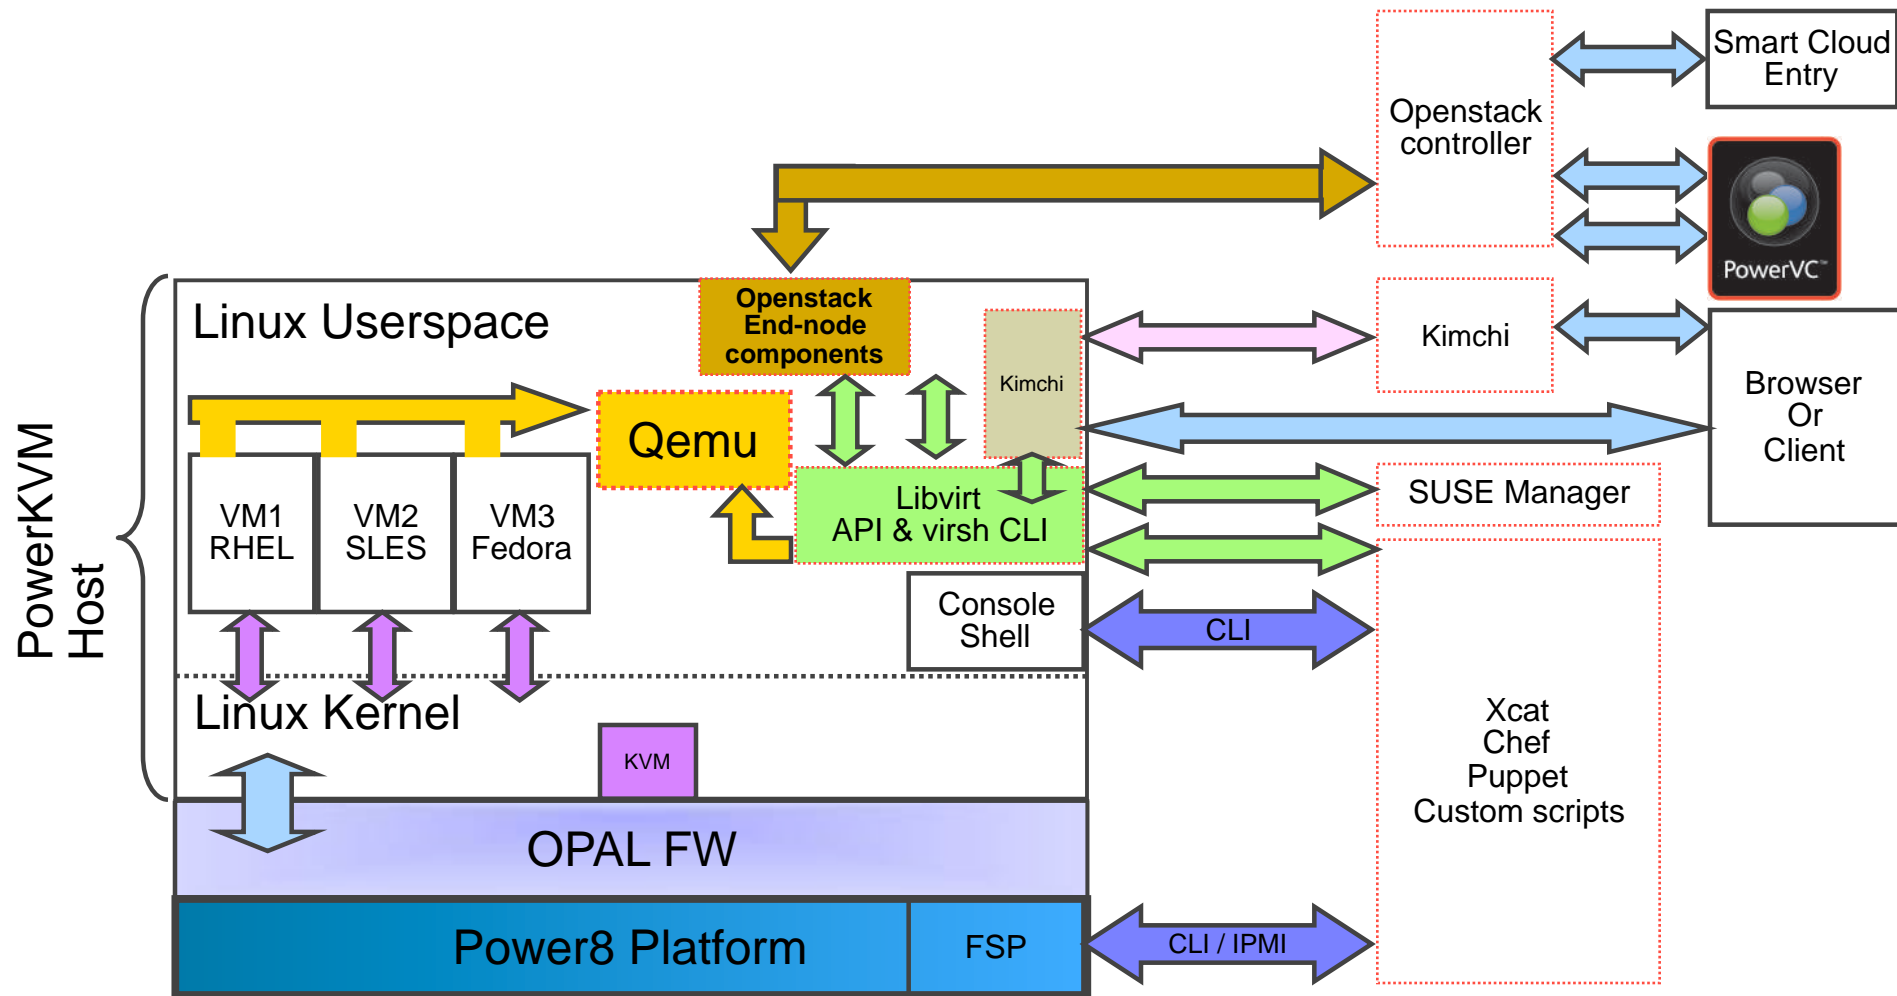 Smart Cloud
Entry
Openstack
controller
PowerVC™
Openstack
End-node
components
Linux Userspace
Kimchi
Kimchi
Browser
Or
Client
Qemu
Libvirt
API & virsh CLI
SUSE Manager
VM1
RHEL
VM2
SLES
VM3
Fedora
PowerKVM
Host
Console
Shell
CLI
Linux Kernel
KVM
Xcat
Chef
Puppet
Custom scripts
OPAL FW
Power8 Platform
FSP
CLI / IPMI